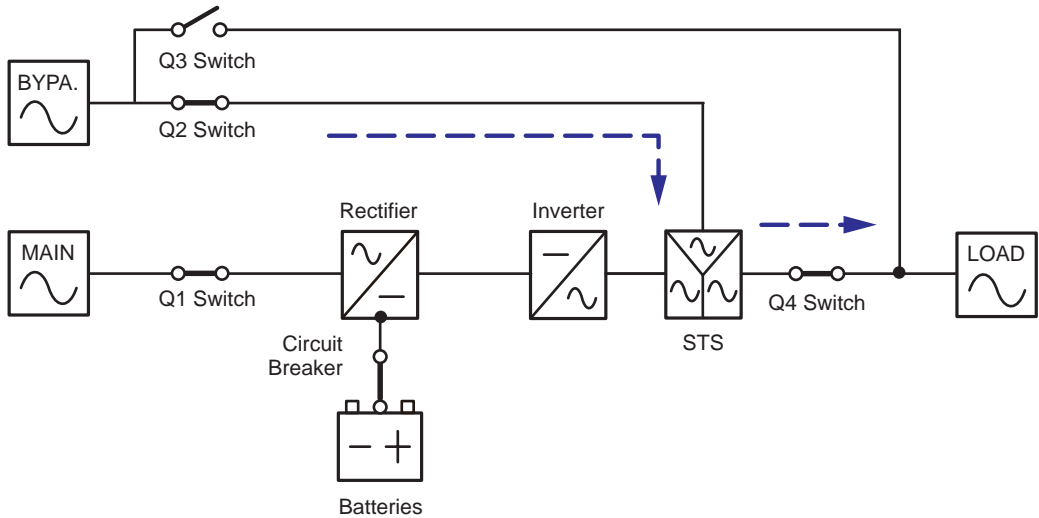 Q3 Switch
BYPA.
Q2 Switch
Rectifier
Inverter
MAIN
LOAD
Q1 Switch
Q4 Switch
STS
Circuit
Breaker
Batteries